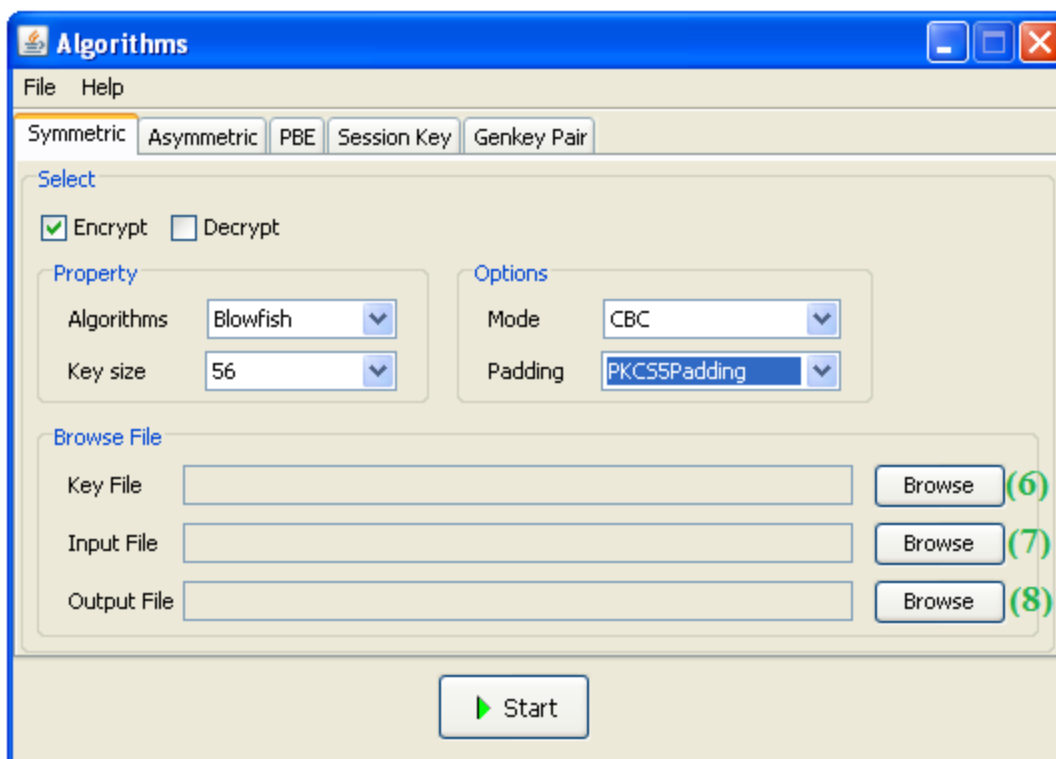 Algorithms
File Help
Symmetric Asymmetric PBE Session Key Genkey Pair
Select
Encrypt Decrypt
Property Options
Algorithms Blowfish Mode CBC
Key size 56 Padding PKCS5Padding
Browse File
Key File Browse (6)
Input File Browse (7)
Output File Browse (8)
Start